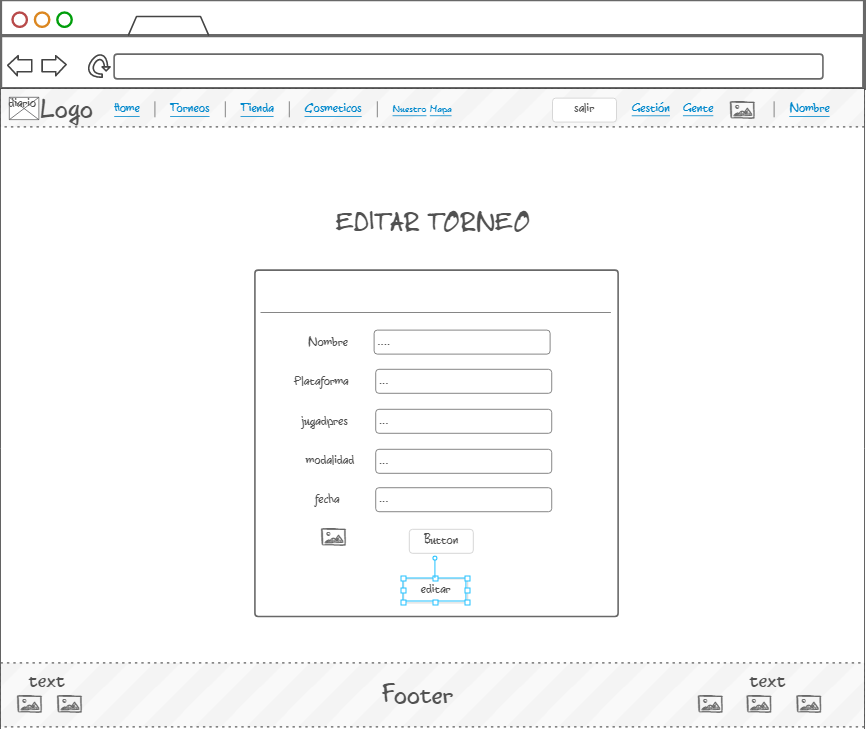 diario Logo Home | Torneos | Tienda | Cosmeticos | Nuestro Mapa salir Gestión Gente | Nombre
EDITAR TORNEO
Nombre ....
Plataforma ...
jugadpres ...
modalidad ...
fecha ...
Button
editar
text Footer text